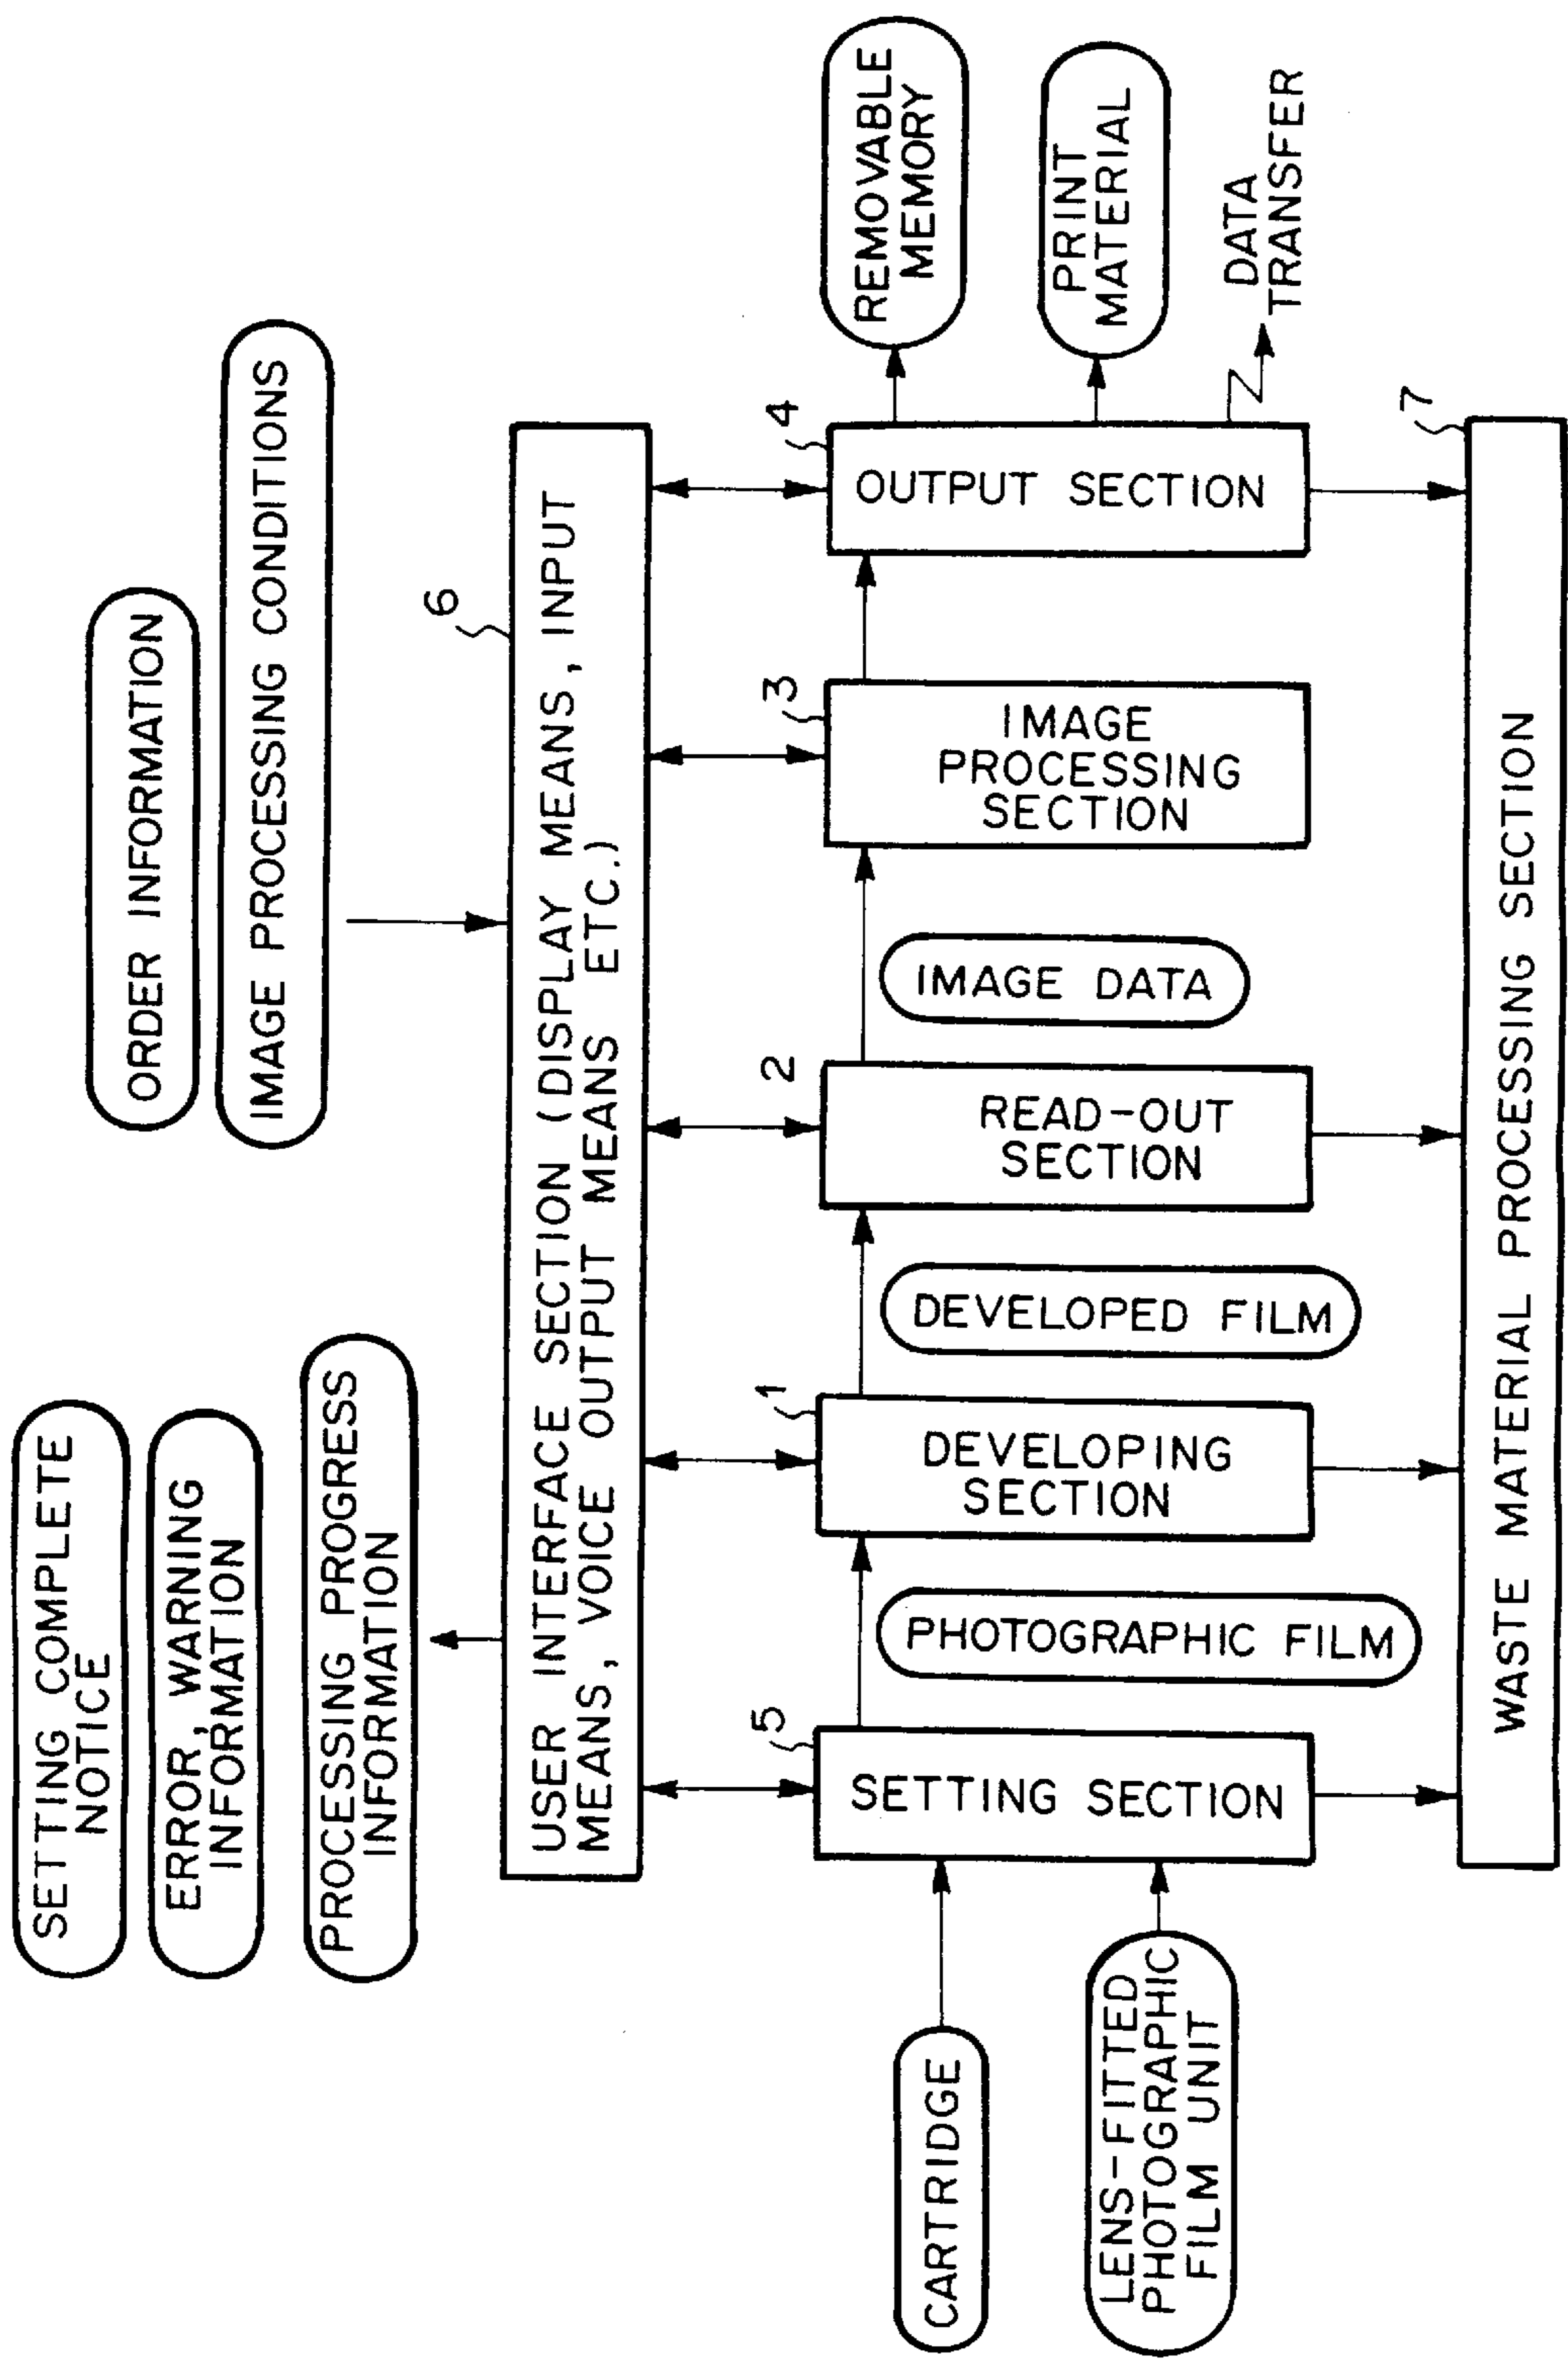 SETTING COMPLETE
NOTICE
ERROR, WARNING
INFORMATION
PROCESSING PROGRESS
INFORMATION
ORDER INFORMATION
IMAGE PROCESSING CONDITIONS
6
USER INTERFACE SECTION (DISPLAY MEANS, INPUT
MEANS, VOICE OUTPUT MEANS ETC.)
CARTRIDGE
LENS-FITTED
PHOTOGRAPHIC
FILM UNIT
5
SETTING SECTION
PHOTOGRAPHIC FILM
1
DEVELOPING
SECTION
DEVELOPED FILM
2
READ-OUT
SECTION
IMAGE DATA
3
IMAGE
PROCESSING
SECTION
4
OUTPUT SECTION
REMOVABLE
MEMORY
PRINT
MATERIAL
DATA
TRANSFER
7
WASTE MATERIAL PROCESSING SECTION